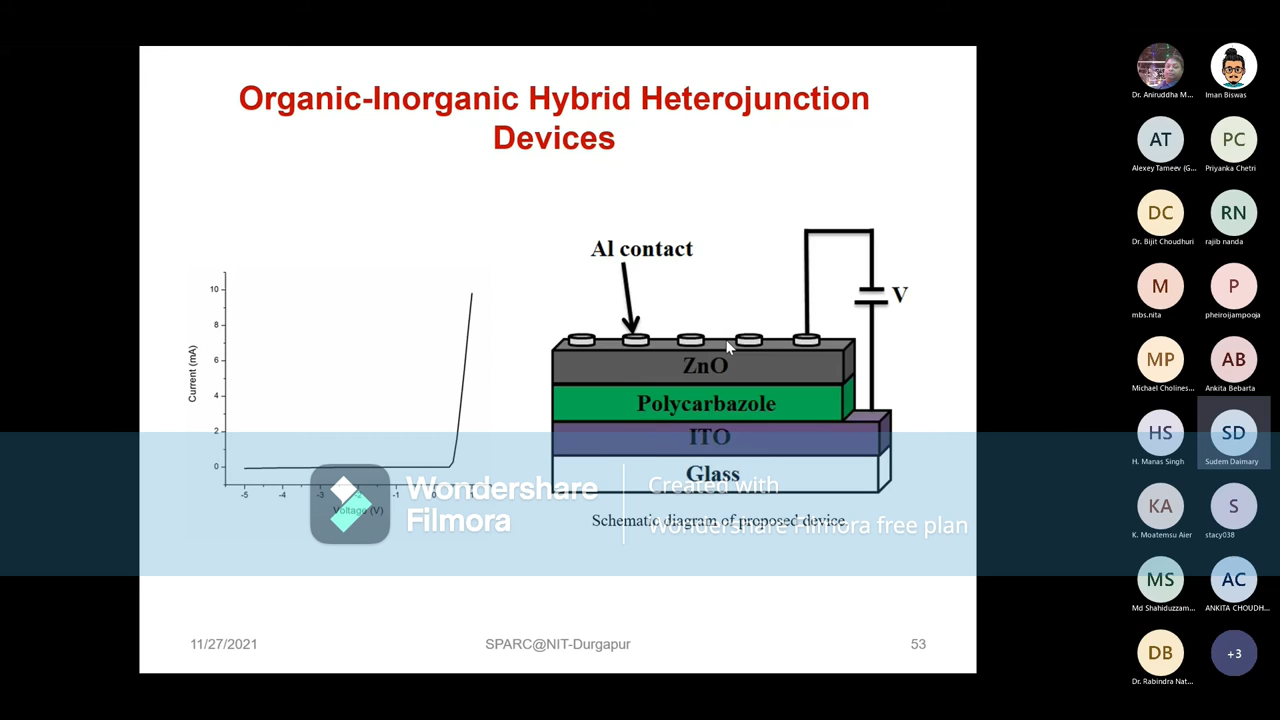 Organic-Inorganic Hybrid Heterojunction
Devices
Al contact
V
ZnO
Polycarbazole
ITO
Glass
Schematic diagram of proposed device
Current (mA)
10
8
6
4
2
0
-5
-4
-3
-2
-1
0
1
Voltage (V)
Wondershare
Filmora
Created with
Wondershare Filmora free plan
11/27/2021
SPARC@NIT-Durgapur
53
Dr. Aniruddha M...
Iman Biswas
AT
Alexey Tameev (G...
PC
Priyanka Chetri
DC
Dr. Bijit Choudhuri
RN
rajib nanda
M
mbs.nita
P
pheiroijampooja
MP
Michael Cholines...
AB
Ankita Bebarta
HS
H. Manas Singh
SD
Sudem Daimary
KA
K. Moatemsu Aier
S
stacy038
MS
Md Shahiduzzam...
AC
ANKITA CHOUDH...
DB
Dr. Rabindra Nat...
+3